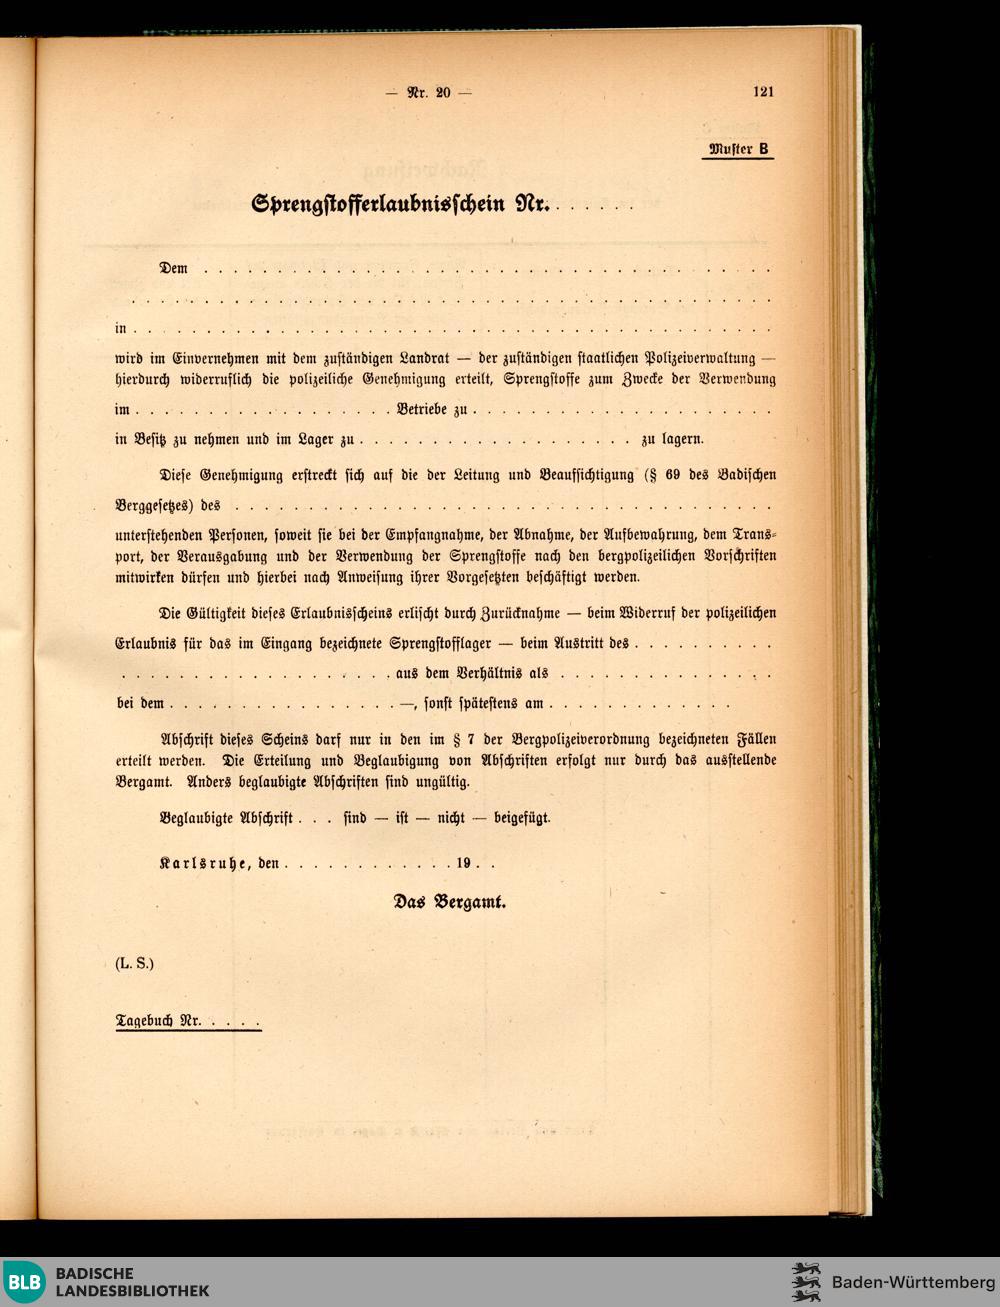 — Nr. 20 — 121
Muster B
Sprengstofferlaubnisschein Nr. . . . . . .
Dem . . . . . . . . . . . . . . . . . . . . . . . . . . . . . . . . . . . . . . .
. . . . . . . . . . . . . . . . . . . . . . . . . . . . . . . . . . . . . . . . . . . .
in . . . . . . . . . . . . . . . . . . . . . . . . . . . . . . . . . . . . . . . . . . .
wird im Einvernehmen mit dem zuständigen Landrat — der zuständigen staatlichen Polizeiverwaltung —
hierdurch widerruflich die polizeiliche Genehmigung erteilt, Sprengstoffe zum Zwecke der Verwendung
im . . . . . . . . . . . . . . . . . . Betriebe zu . . . . . . . . . . . . . . . . . . . . .
in Besitz zu nehmen und im Lager zu . . . . . . . . . . . . . . . . . . . zu lagern.
Diese Genehmigung erstreckt sich auf die der Leitung und Beaufsichtigung (§ 69 des Badischen
Berggesetzes) des . . . . . . . . . . . . . . . . . . . . . . . . . . . . . . . . . . . . .
unterstehenden Personen, soweit sie bei der Empfangnahme, der Abnahme, der Aufbewahrung, dem Trans-
port, der Verausgabung und der Verwendung der Sprengstoffe nach den bergpolizeilichen Vorschriften
mitwirken dürfen und hierbei nach Anweisung ihrer Vorgesetzten beschäftigt werden.
Die Gültigkeit dieses Erlaubnisscheins erlischt durch Zurücknahme — beim Widerruf der polizeilichen
Erlaubnis für das im Eingang bezeichnete Sprengstofflager — beim Austritt des . . . . . . . . . .
. . . . . . . . . . . . . . . . . . . aus dem Verhältnis als . . . . . . . . . . . . . . .
bei dem . . . . . . . . . . . . . . . . —, sonst spätestens am . . . . . . . . . . . . .
Abschrift dieses Scheins darf nur in den im § 7 der Bergpolizeiverordnung bezeichneten Fällen
erteilt werden. Die Erteilung und Beglaubigung von Abschriften erfolgt nur durch das ausstellende
Bergamt. Anders beglaubigte Abschriften sind ungültig.
Beglaubigte Abschrift . . . sind — ist — nicht — beigefügt.
Karlsruhe, den . . . . . . . . . . . . 19 . .
Das Bergamt.
(L. S.)
Tagebuch Nr. . . . .
BLB BADISCHE
LANDESBIBLIOTHEK
Baden-Württemberg